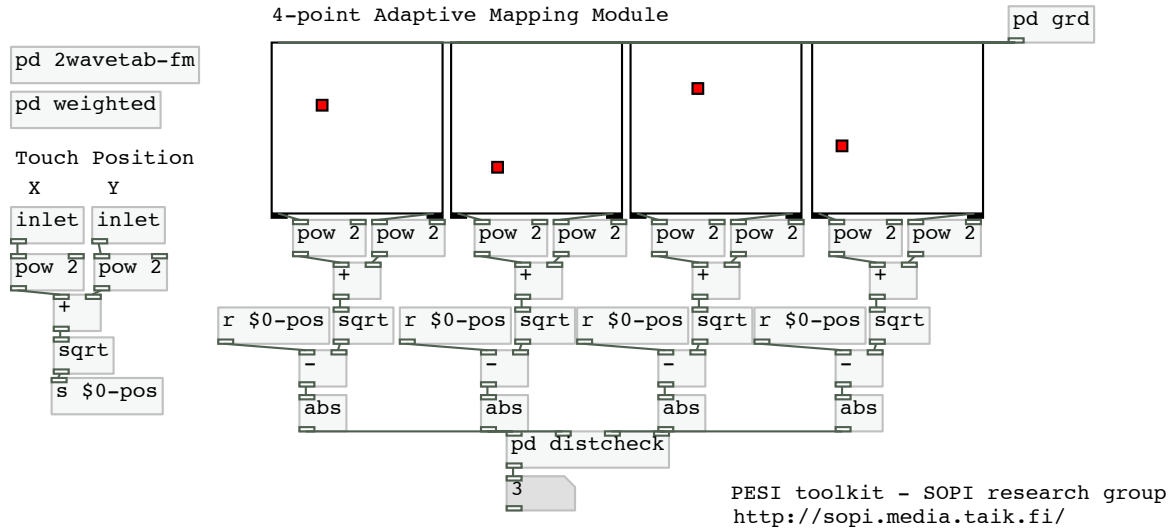 4-point Adaptive Mapping Module
pd grd
pd 2wavetab-fm
pd weighted
Touch Position
X Y
inlet inlet
pow 2 pow 2
+
sqrt
s $0-pos
pow 2 pow 2 pow 2 pow 2 pow 2 pow 2 pow 2 pow 2
+ + + +
r $0-pos sqrt r $0-pos sqrt r $0-pos sqrt r $0-pos sqrt
- - - -
abs abs abs abs
pd distcheck
3
PESI toolkit - SOPI research group
http://sopi.media.taik.fi/